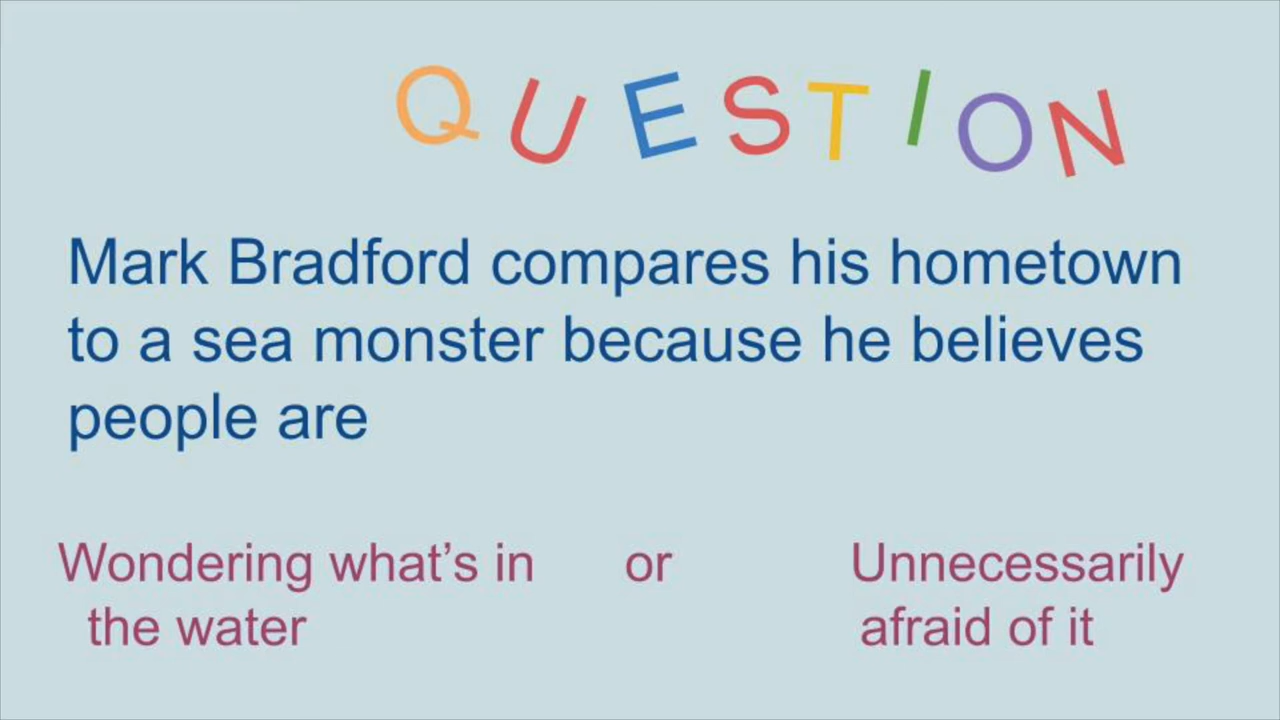 QUESTION
Mark Bradford compares his hometown
to a sea monster because he believes
people are
Wondering what's in or Unnecessarily
the water afraid of it